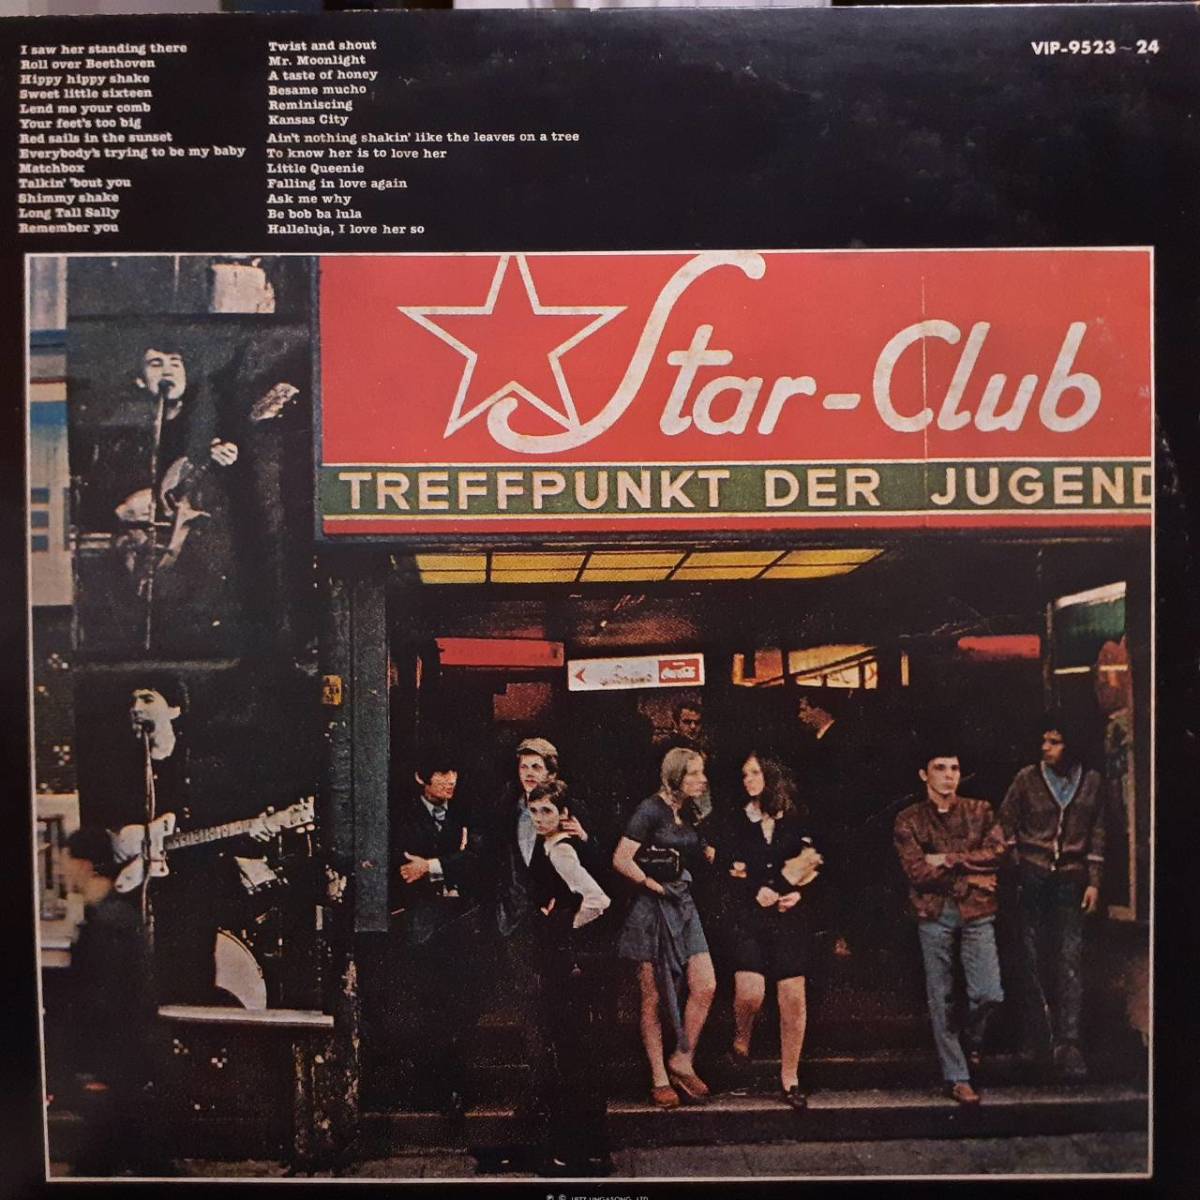 I saw her standing there
Roll over Beethoven
Hippy hippy shake
Sweet little sixteen
Lend me your comb
Your feet's too big
Red sails in the sunset
Everybody's trying to be my baby
Matchbox
Talkin' 'bout you
Shimmy shake
Long Tall Sally
Remember you
Twist and shout
Mr. Moonlight
A taste of honey
Besame mucho
Reminiscing
Kansas City
Ain't nothing shakin' like the leaves on a tree
To know her is to love her
Little Queenie
Falling in love again
Ask me why
Be bob ba lula
Halleluja, I love her so
VIP-9523~24
Star-Club
TREFFPUNKT DER JUGEND
Coca-Cola
℗ © 1977 LINGASONG, LTD.